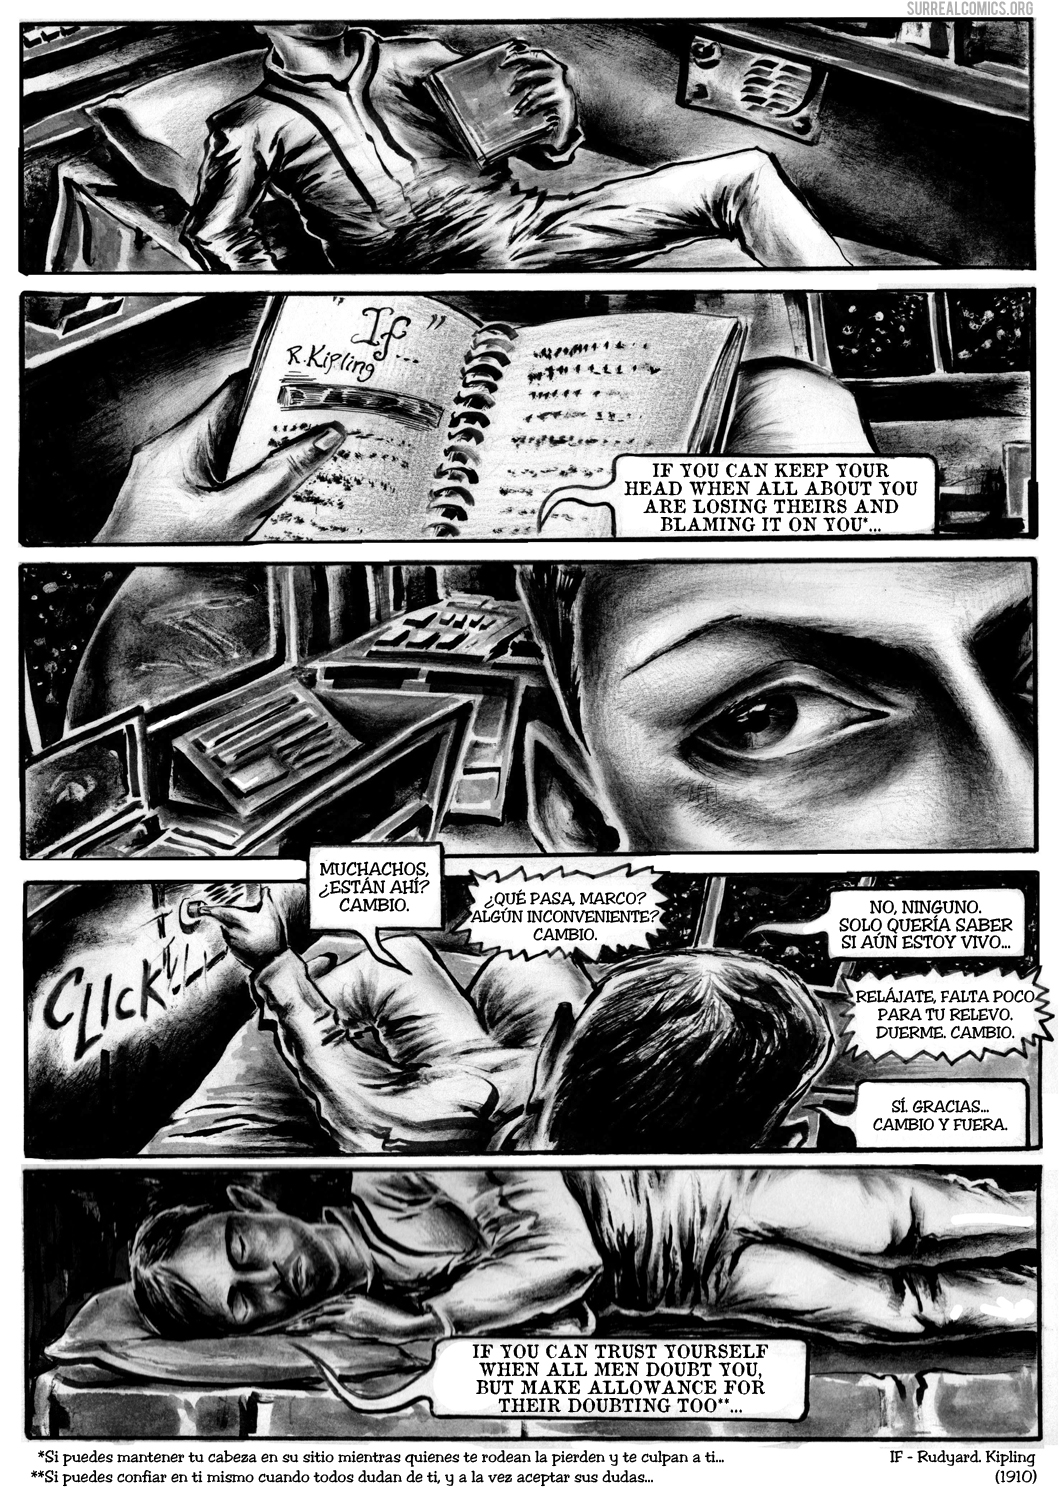 SURREALCOMICS.ORG
If"...
R. Kipling
IF YOU CAN KEEP YOUR
HEAD WHEN ALL ABOUT YOU
ARE LOSING THEIRS AND
BLAMING IT ON YOU*...
MUCHACHOS,
¿ESTÁN AHÍ?
CAMBIO.
¿QUÉ PASA, MARCO?
ALGÚN INCONVENIENTE?
CAMBIO.
NO, NINGUNO.
SOLO QUERÍA SABER
SI AÚN ESTOY VIVO...
CLICK!
RELÁJATE, FALTA POCO
PARA TU RELEVO.
DUERME. CAMBIO.
SÍ. GRACIAS...
CAMBIO Y FUERA.
IF YOU CAN TRUST YOURSELF
WHEN ALL MEN DOUBT YOU,
BUT MAKE ALLOWANCE FOR
THEIR DOUBTING TOO**...
*Si puedes mantener tu cabeza en su sitio mientras quienes te rodean la pierden y te culpan a ti...
**Si puedes confiar en ti mismo cuando todos dudan de ti, y a la vez aceptar sus dudas...
IF - Rudyard. Kipling
(1910)